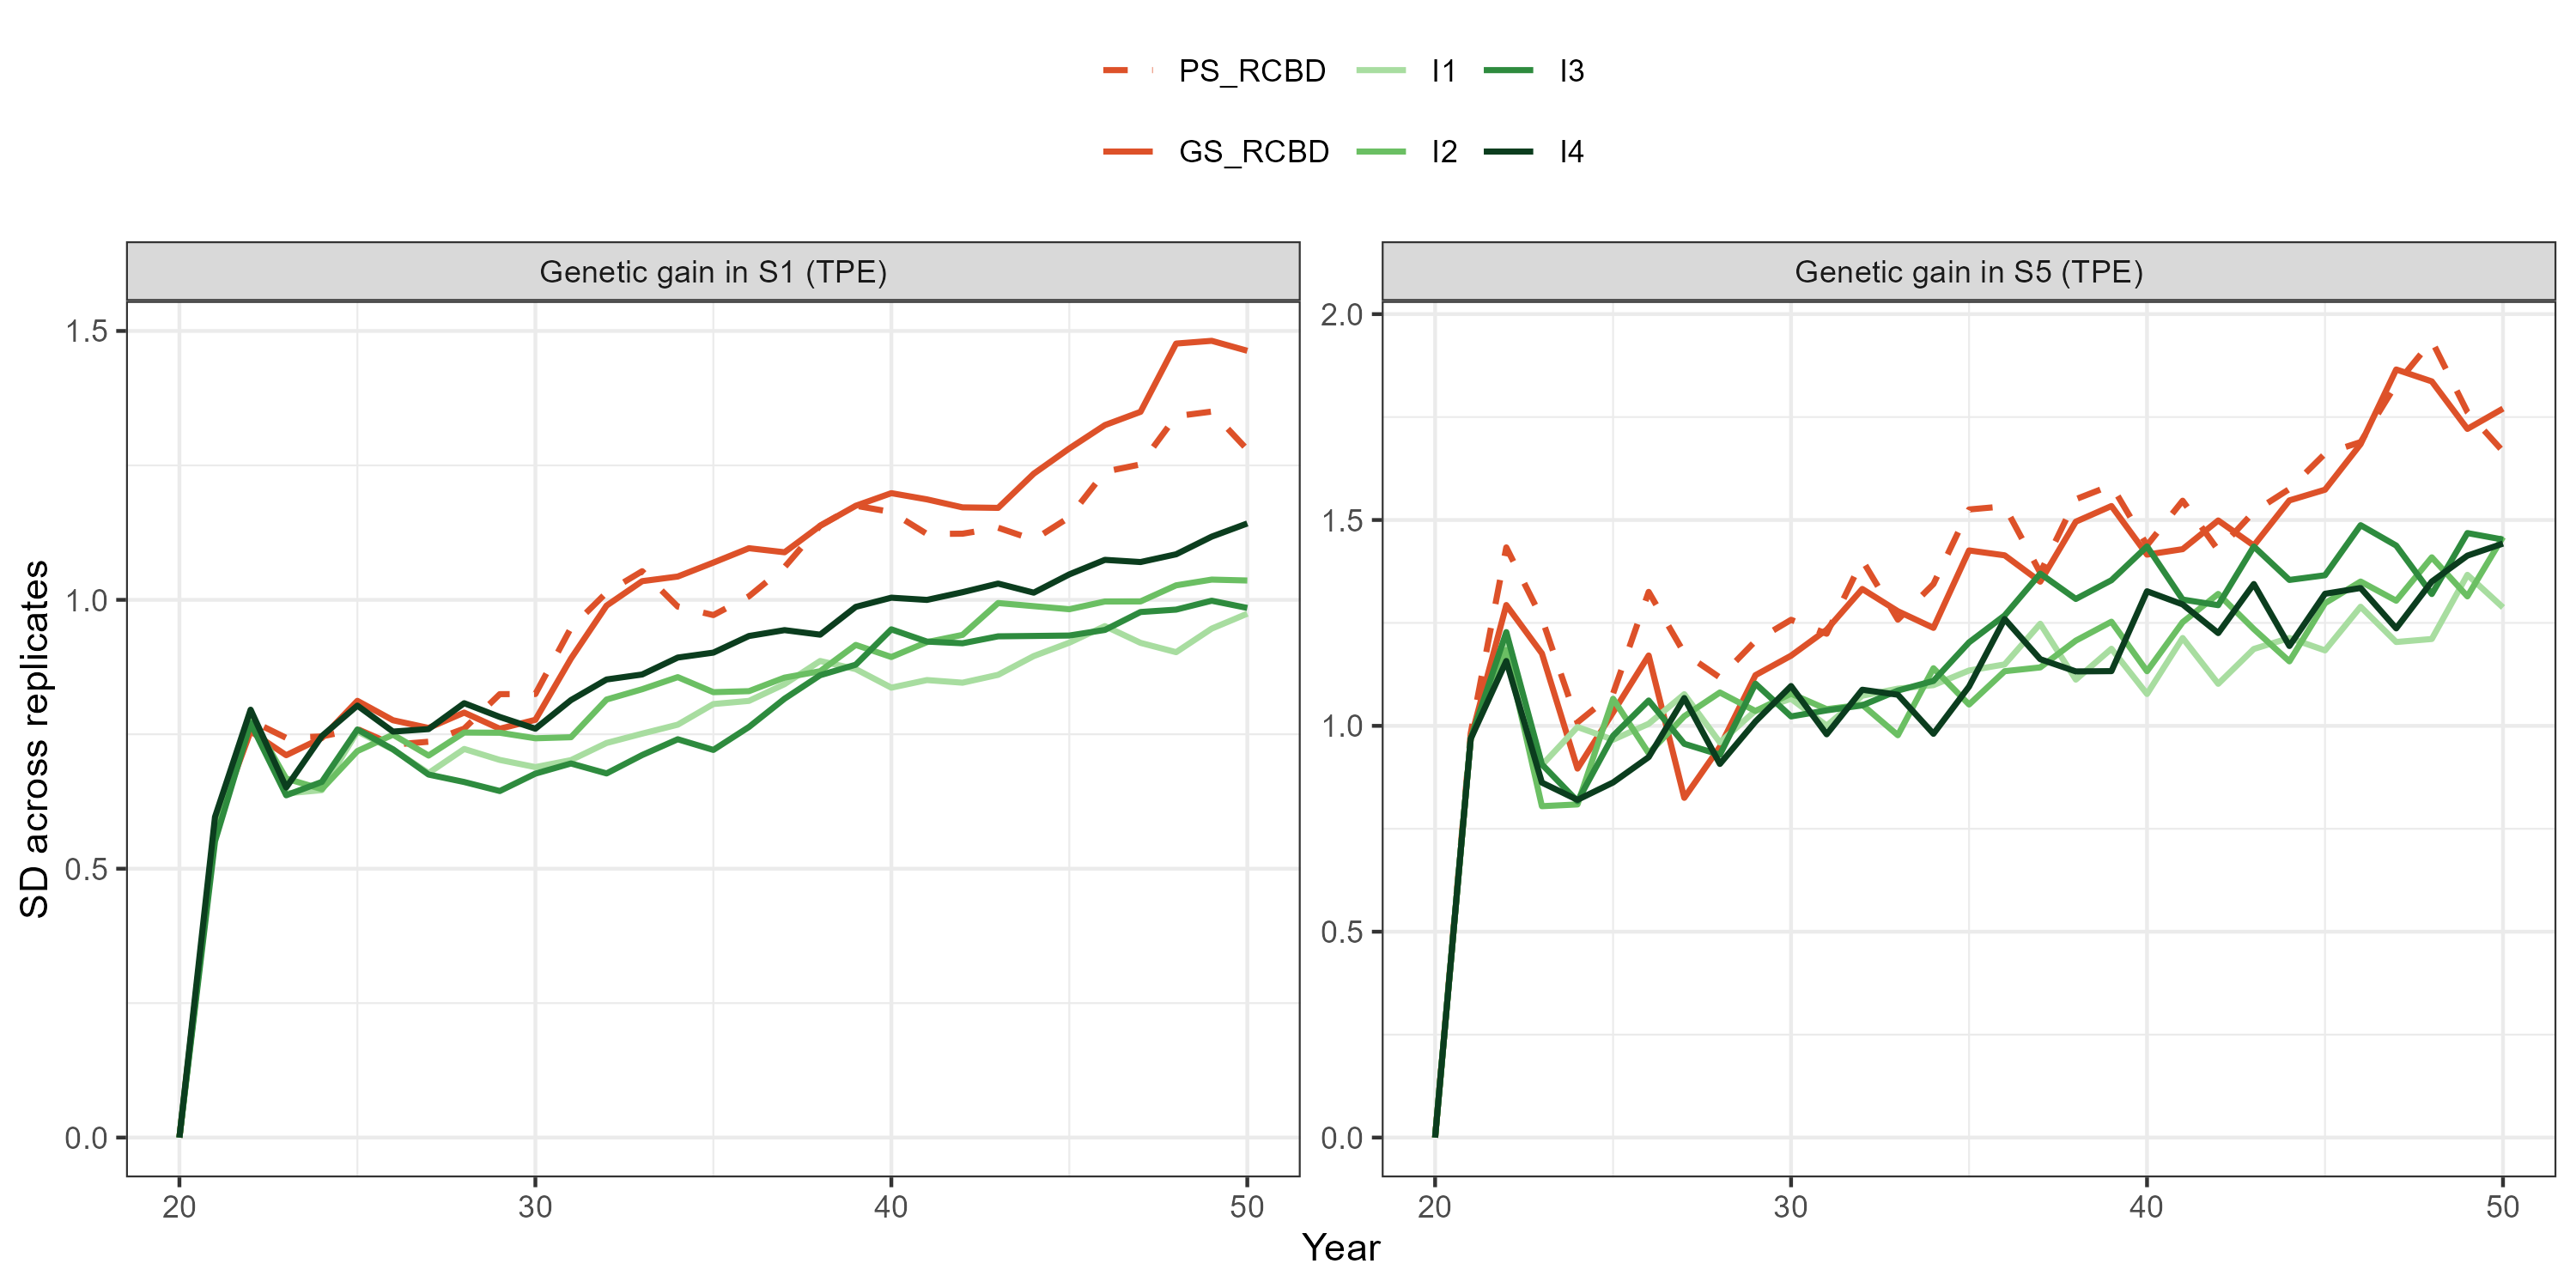 PS_RCBD I1 I3
GS_RCBD I2 I4
Genetic gain in S1 (TPE)
Genetic gain in S5 (TPE)
SD across replicates
1.5
1.0
0.5
0.0
2.0
1.5
1.0
0.5
0.0
20 30 40 50
20 30 40 50
Year